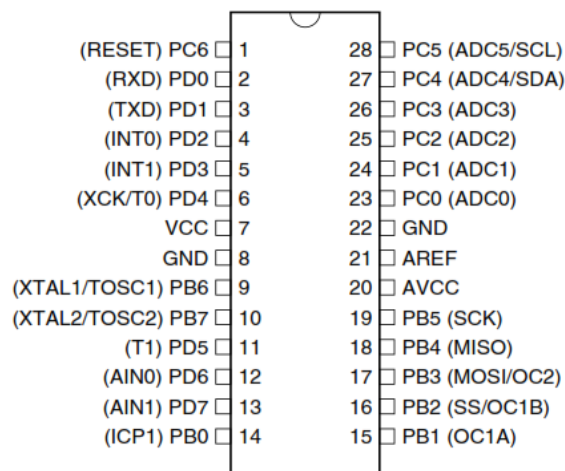 (RESET) PC6 1 28 PC5 (ADC5/SCL)
(RXD) PD0 2 27 PC4 (ADC4/SDA)
(TXD) PD1 3 26 PC3 (ADC3)
(INT0) PD2 4 25 PC2 (ADC2)
(INT1) PD3 5 24 PC1 (ADC1)
(XCK/T0) PD4 6 23 PC0 (ADC0)
VCC 7 22 GND
GND 8 21 AREF
(XTAL1/TOSC1) PB6 9 20 AVCC
(XTAL2/TOSC2) PB7 10 19 PB5 (SCK)
(T1) PD5 11 18 PB4 (MISO)
(AIN0) PD6 12 17 PB3 (MOSI/OC2)
(AIN1) PD7 13 16 PB2 (SS/OC1B)
(ICP1) PB0 14 15 PB1 (OC1A)